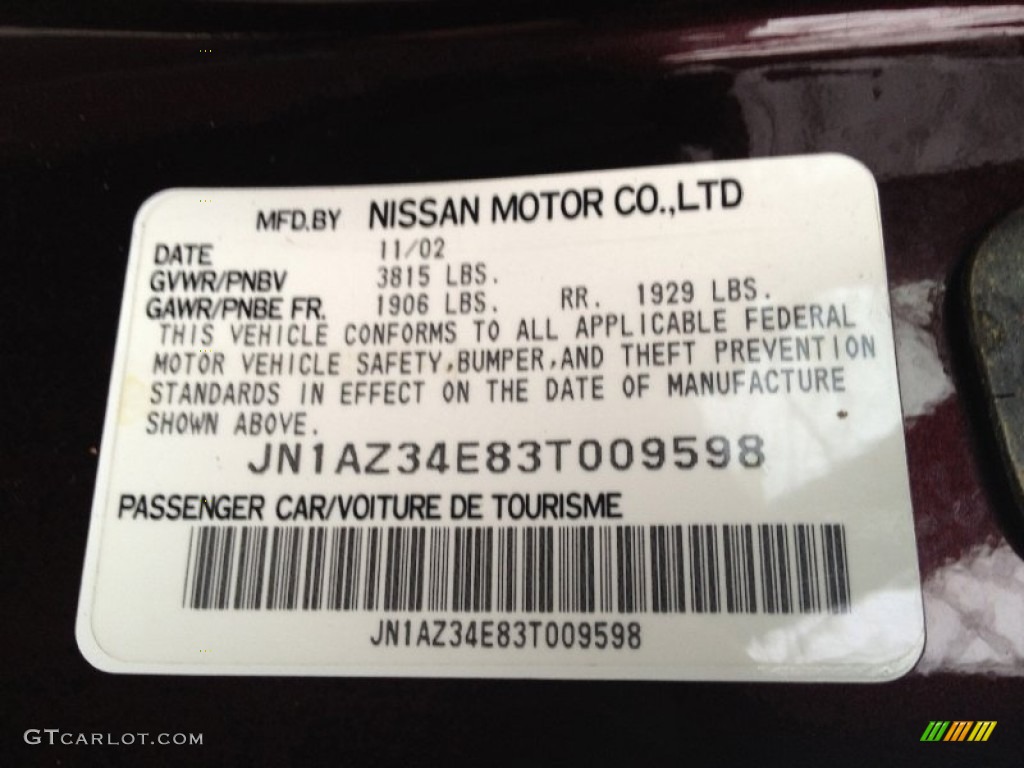 MFD.BY NISSAN MOTOR CO.,LTD
DATE 11/02
GVWR/PNBV 3815 LBS.
GAWR/PNBE FR. 1906 LBS. RR. 1929 LBS.
THIS VEHICLE CONFORMS TO ALL APPLICABLE FEDERAL
MOTOR VEHICLE SAFETY,BUMPER,AND THEFT PREVENTION
STANDARDS IN EFFECT ON THE DATE OF MANUFACTURE
SHOWN ABOVE.
JN1AZ34E83T009598
PASSENGER CAR/VOITURE DE TOURISME
JN1AZ34E83T009598
GTCARLOT.COM